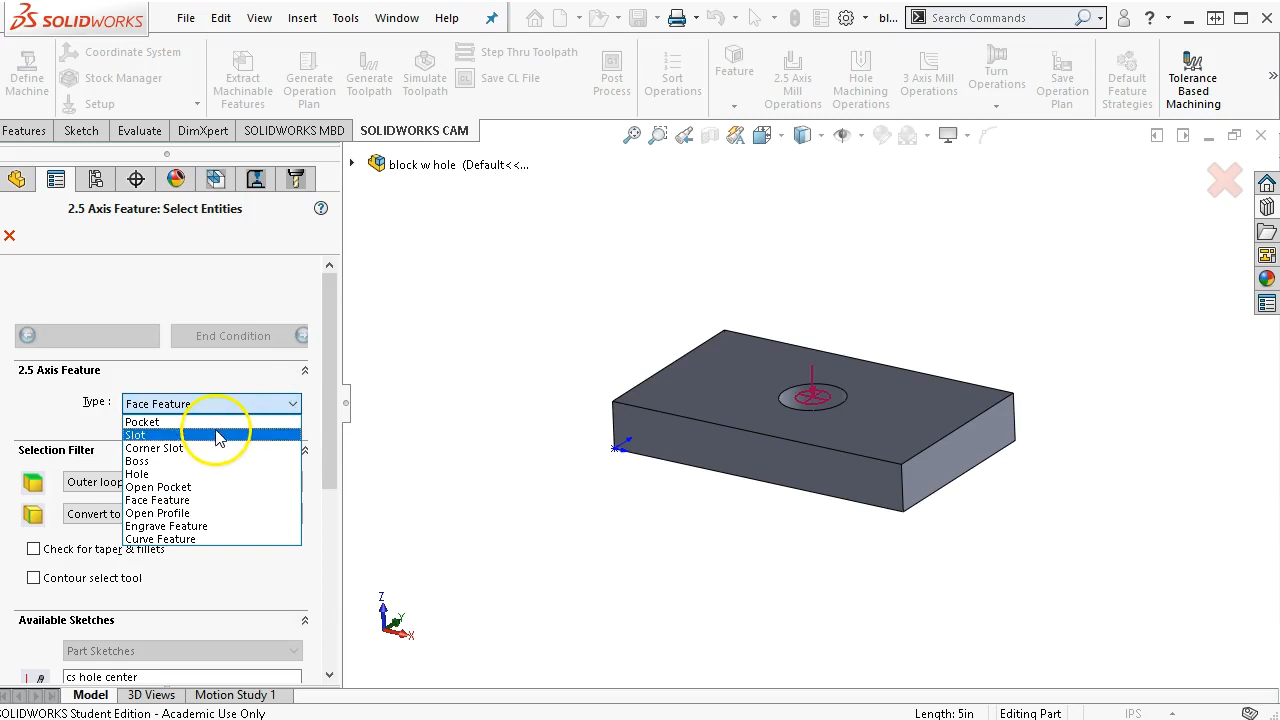 SOLIDWORKS
File Edit View Insert Tools Window Help
bl...
Search Commands
Define Machine
Coordinate System
Stock Manager
Setup
Extract Machinable Features
Generate Operation Plan
Generate Toolpath
Simulate Toolpath
Step Thru Toolpath
Save CL File
Post Process
Sort Operations
Feature
2.5 Axis Mill Operations
Hole Machining Operations
3 Axis Mill Operations
Turn Operations
Save Operation Plan
Default Feature Strategies
Tolerance Based Machining
Features Sketch Evaluate DimXpert SOLIDWORKS MBD SOLIDWORKS CAM
block w hole (Default<<...
2.5 Axis Feature: Select Entities
End Condition
2.5 Axis Feature
Type : Face Feature
Pocket
Slot
Corner Slot
Boss
Hole
Open Pocket
Face Feature
Open Profile
Engrave Feature
Curve Feature
Selection Filter
Outer loop
Convert to
Check for taper & fillets
Contour select tool
Available Sketches
Part Sketches
cs hole center
Z
Y
X
Model 3D Views Motion Study 1
SOLIDWORKS Student Edition - Academic Use Only
Length: 5in Editing Part IPS